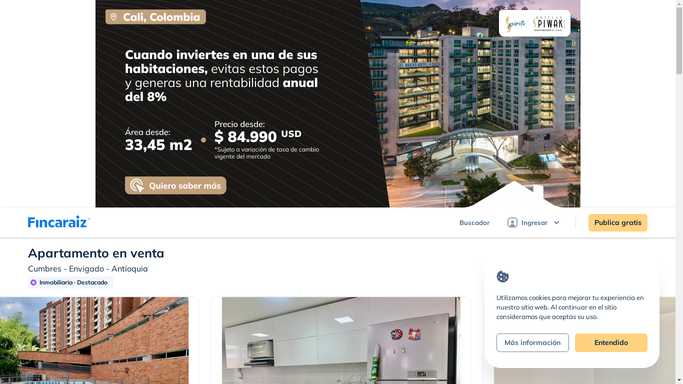 Cali, Colombia
Cuando inviertes en una de sus
habitaciones, evitas estos pagos
y generas una rentabilidad anual
del 8%
Área desde:
33,45 m2
Precio desde:
$ 84.990 USD
*Sujeto a variación de tasa de cambio
vigente del mercado
Quiero saber más
SPIWAK
Fincaraiz
Buscador
Ingresar
Publica gratis
Apartamento en venta
Cumbres - Envigado - Antioquia
Inmobiliaria - Destacado
Utilizamos cookies para mejorar tu experiencia en
nuestro sitio web. Al continuar en el sitio
consideramos que aceptas su uso.
Más información
Entendido